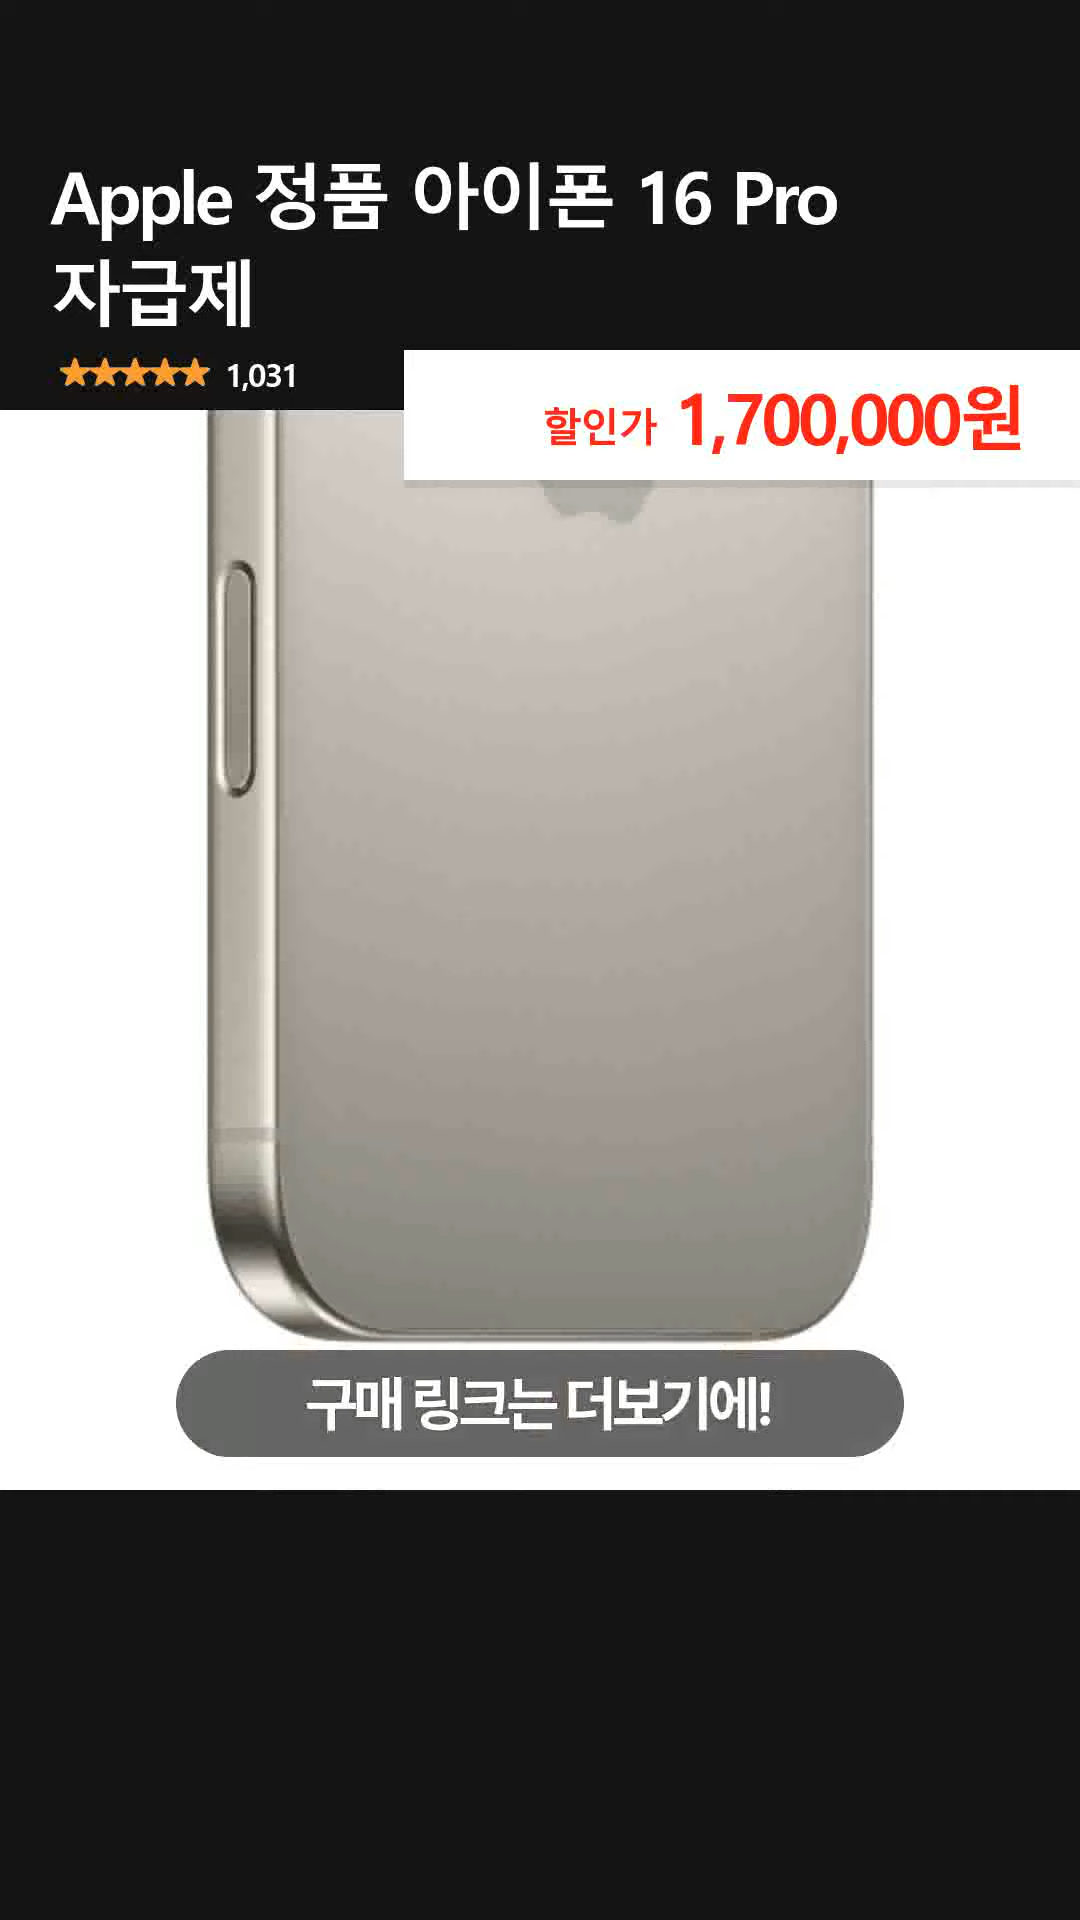 Apple 정품 아이폰 16 Pro
자급제
★★★★★ 1,031
할인가 1,700,000원
구매 링크는 더보기에!